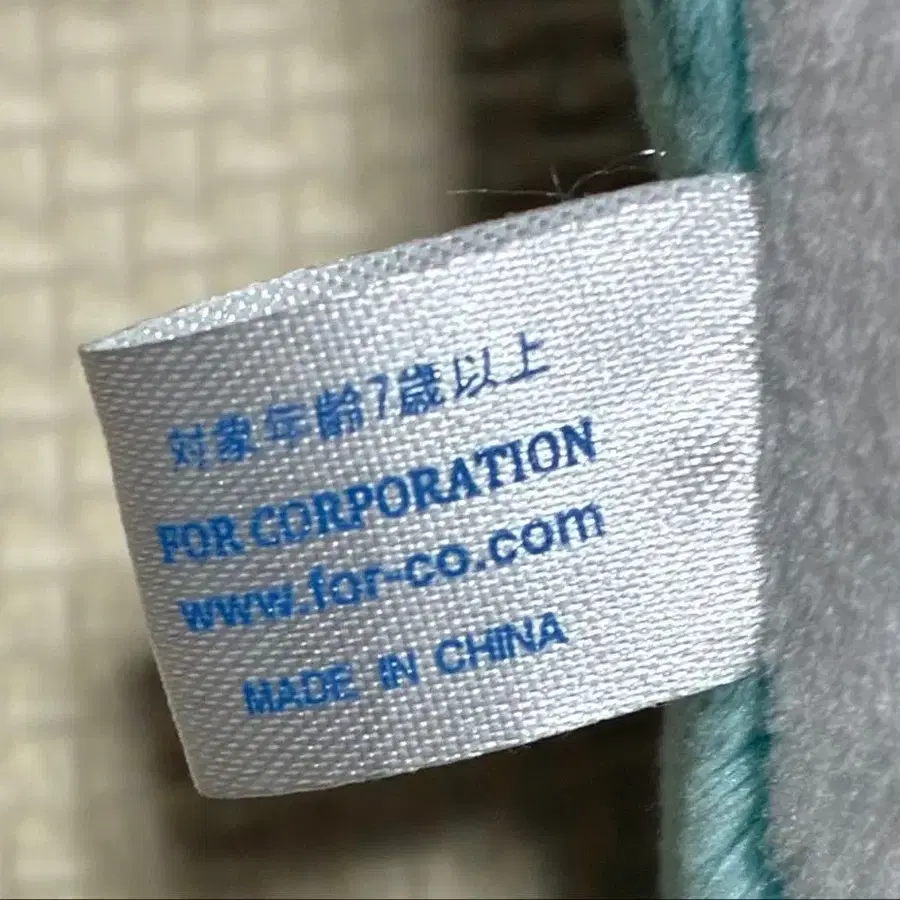 対象年齢7歳以上
FOR CORPORATION
www.for-co.com
MADE IN CHINA